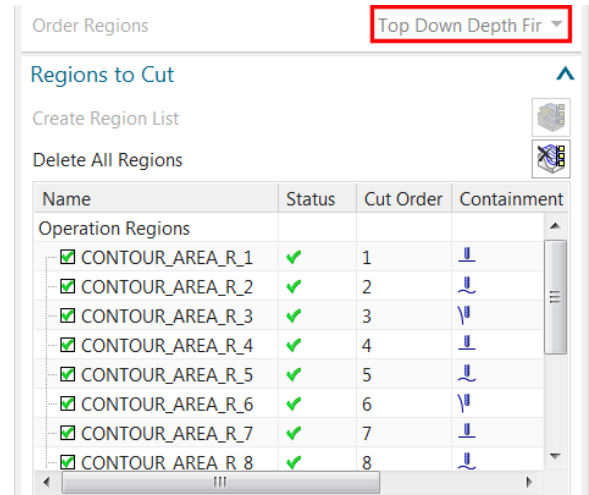 Order Regions Top Down Depth Fir
Regions to Cut
Create Region List
Delete All Regions
Name Status Cut Order Containment
Operation Regions
CONTOUR_AREA_R_1 1
CONTOUR_AREA_R_2 2
CONTOUR_AREA_R_3 3
CONTOUR_AREA_R_4 4
CONTOUR_AREA_R_5 5
CONTOUR_AREA_R_6 6
CONTOUR_AREA_R_7 7
CONTOUR_AREA_R_8 8